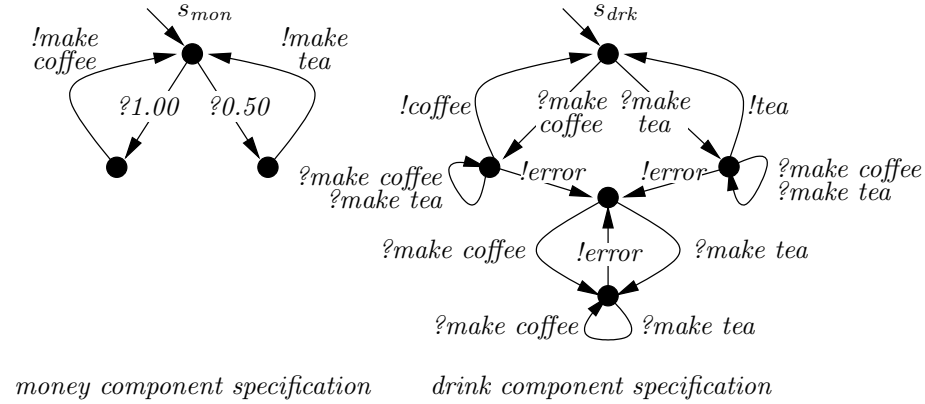 s_mon
!make
coffee
!make
tea
?1.00
?0.50
s_drk
!coffee
?make
coffee
?make
tea
!tea
?make coffee
?make tea
!error
!error
?make coffee
?make tea
?make coffee
!error
?make tea
?make coffee
?make tea
money component specification
drink component specification